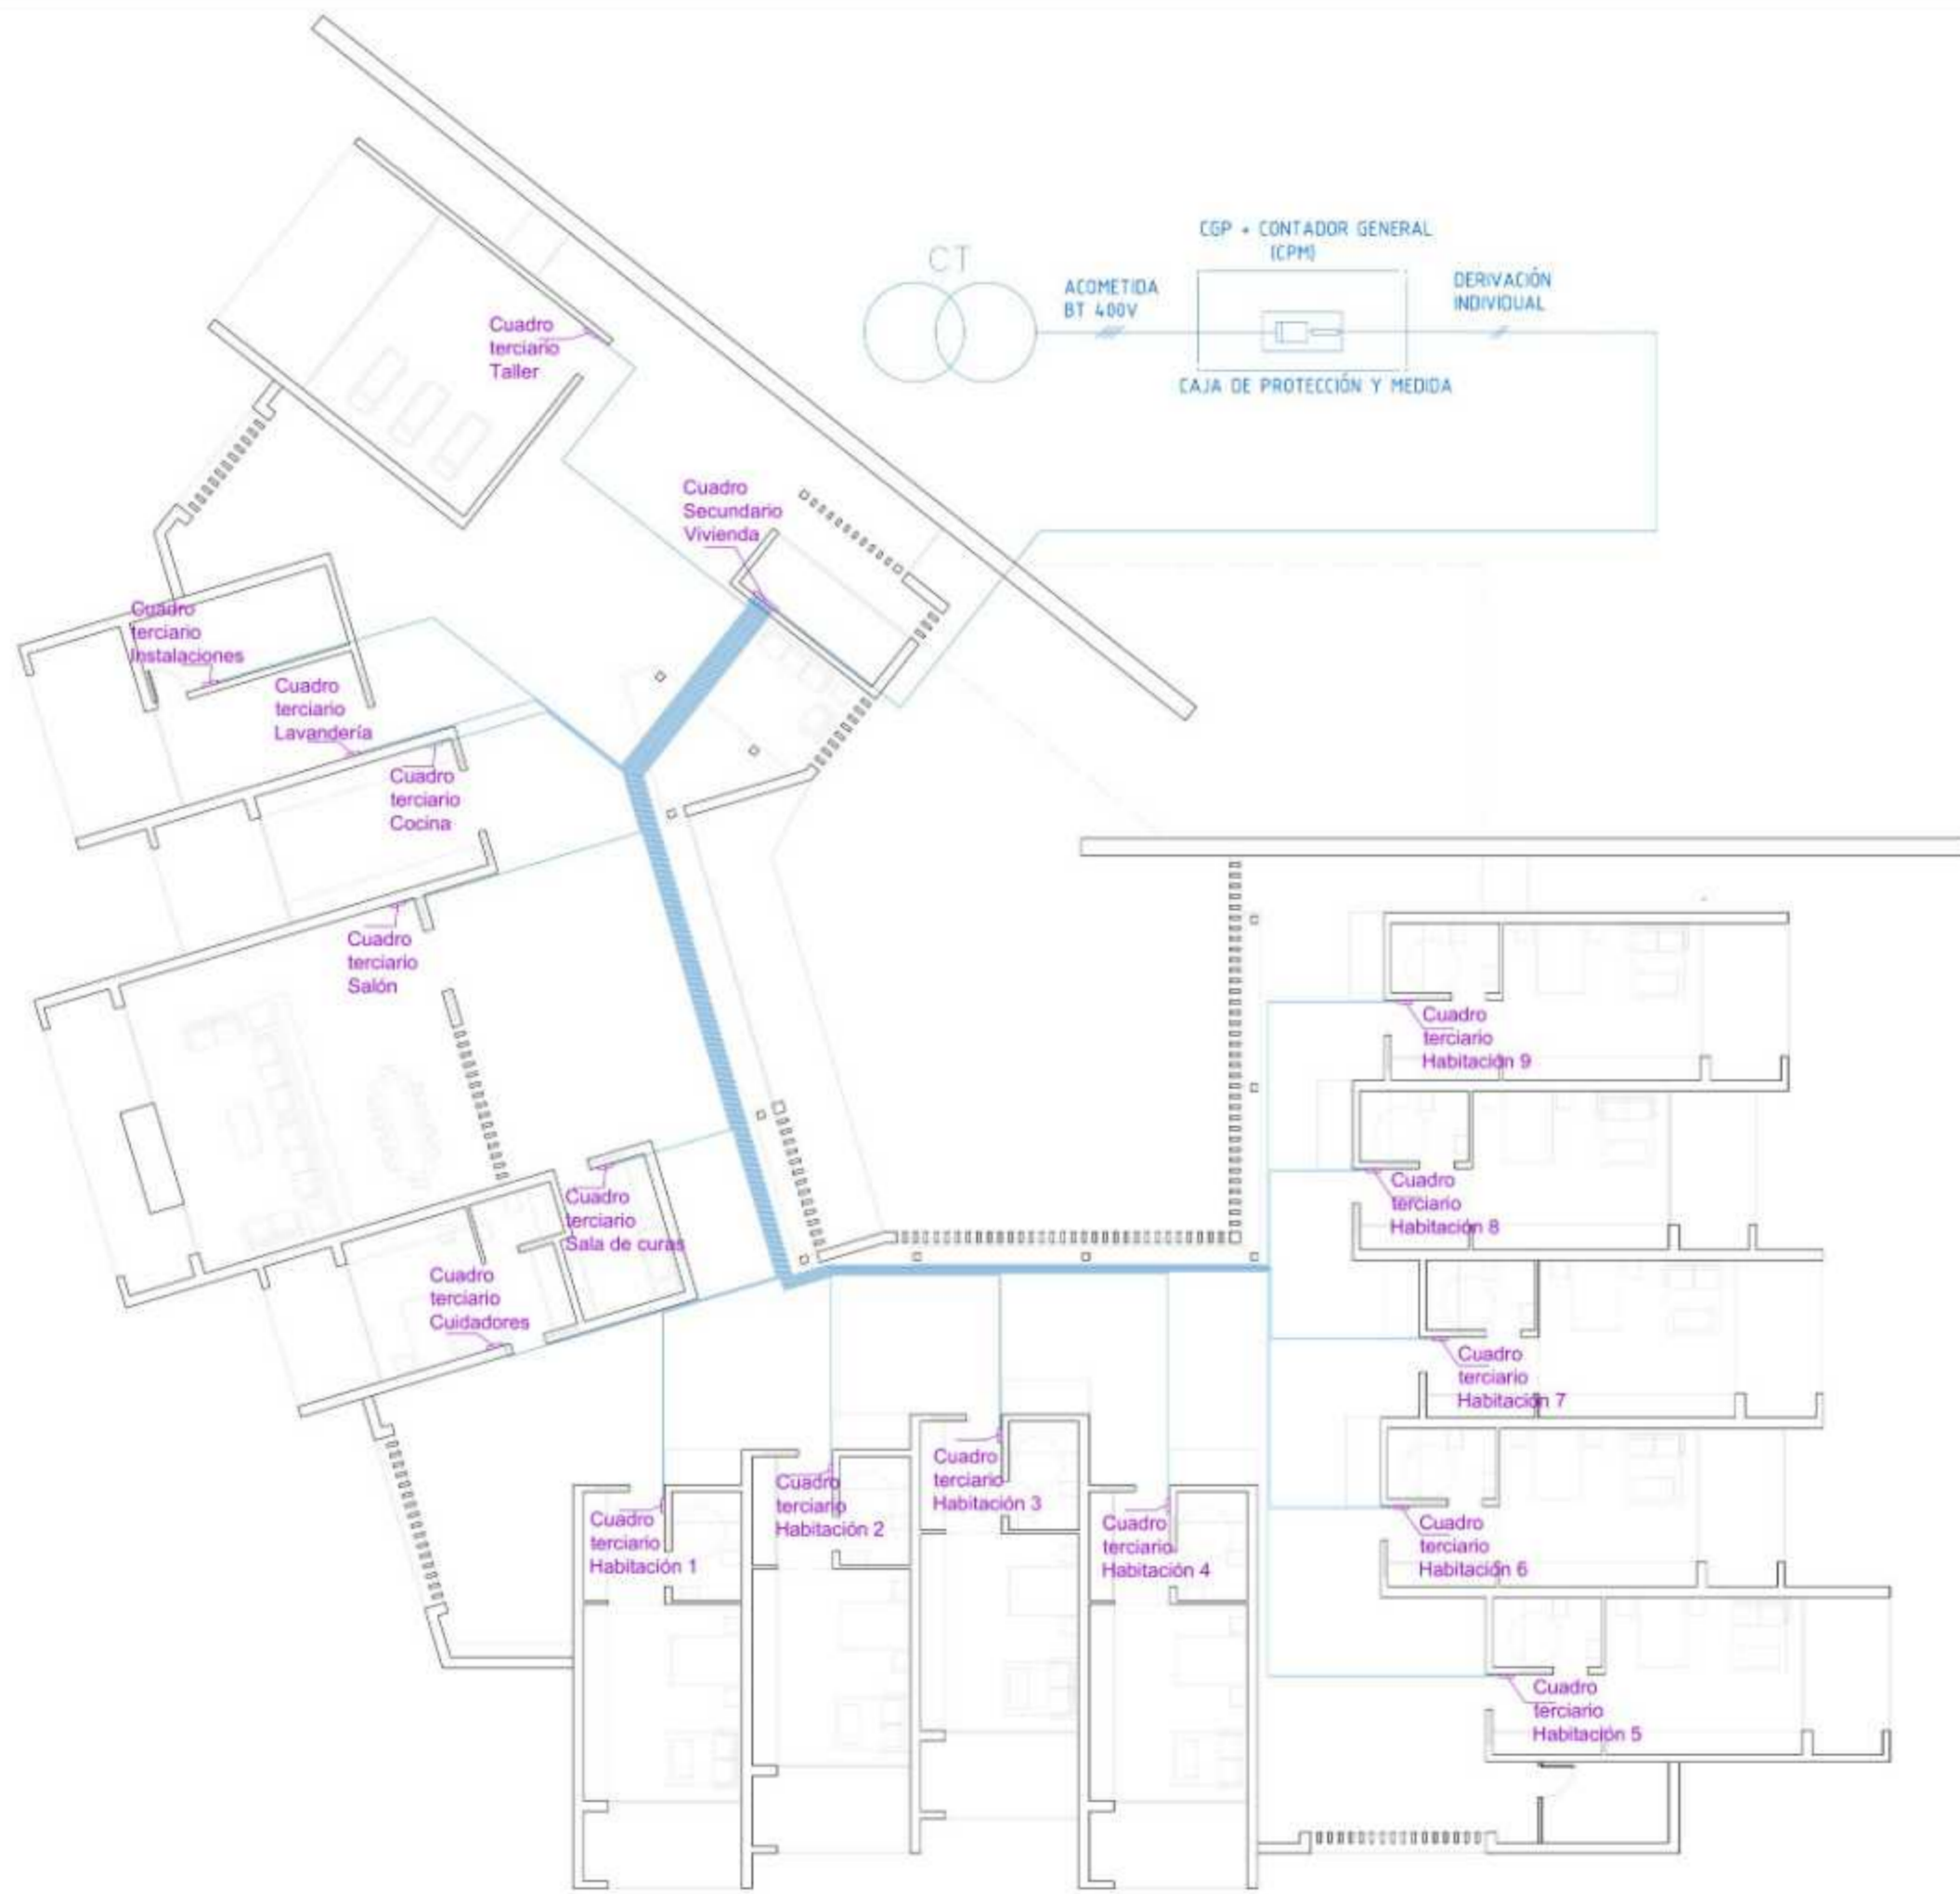 CT
ACOMETIDA
BT 400V
CGP + CONTADOR GENERAL
(CPM)
CAJA DE PROTECCIÓN Y MEDIDA
DERIVACIÓN
INDIVIDUAL
Cuadro
terciario
Taller
Cuadro
Secundario
Vivienda
Cuadro
terciario
Instalaciones
Cuadro
terciario
Lavandería
Cuadro
terciario
Cocina
Cuadro
terciario
Salón
Cuadro
terciario
Sala de curas
Cuadro
terciario
Cuidadores
Cuadro
terciario
Habitación 1
Cuadro
terciario
Habitación 2
Cuadro
terciario
Habitación 3
Cuadro
terciario
Habitación 4
Cuadro
terciario
Habitación 9
Cuadro
terciario
Habitación 8
Cuadro
terciario
Habitación 7
Cuadro
terciario
Habitación 6
Cuadro
terciario
Habitación 5